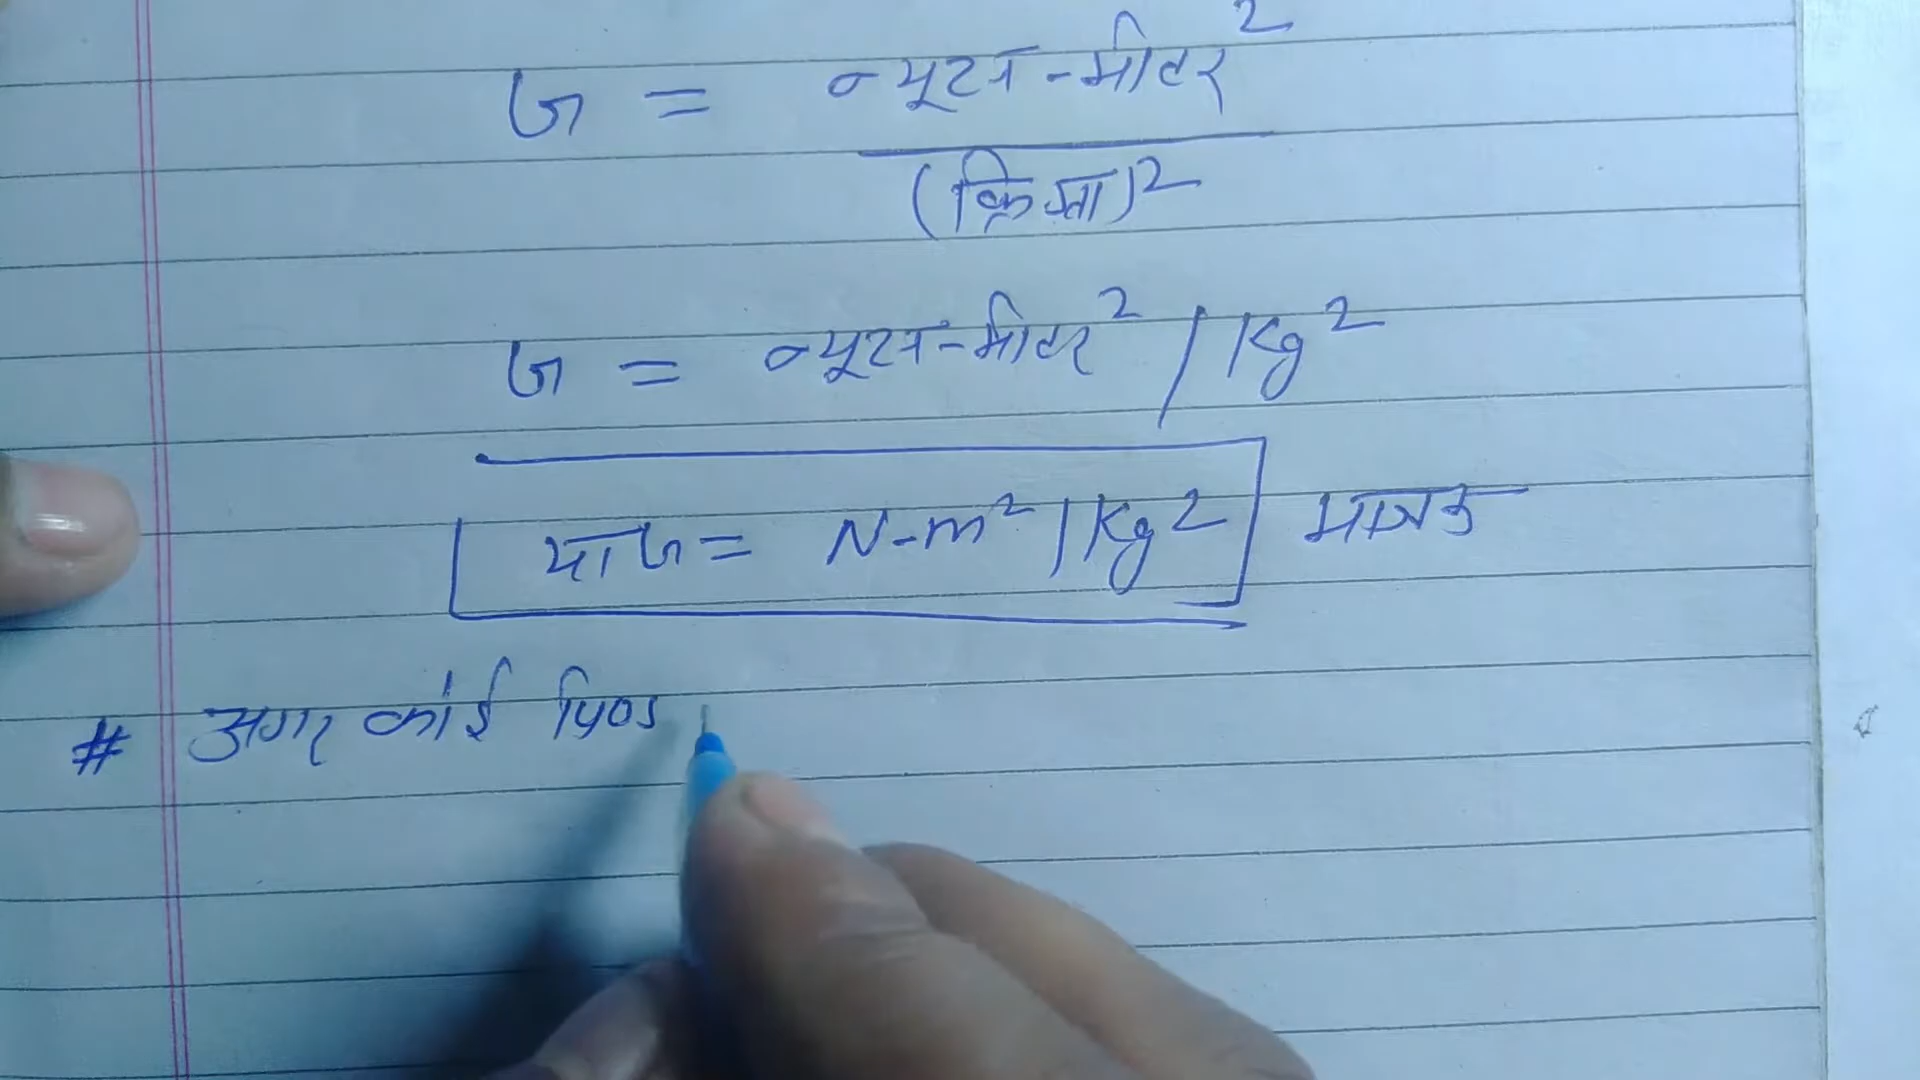 G = न्यूटन-मीटर²
(किग्रा)²
G = न्यूटन-मीटर² / Kg²
या G = N-m² / Kg² मात्रक
# अगर कोई पिण्ड